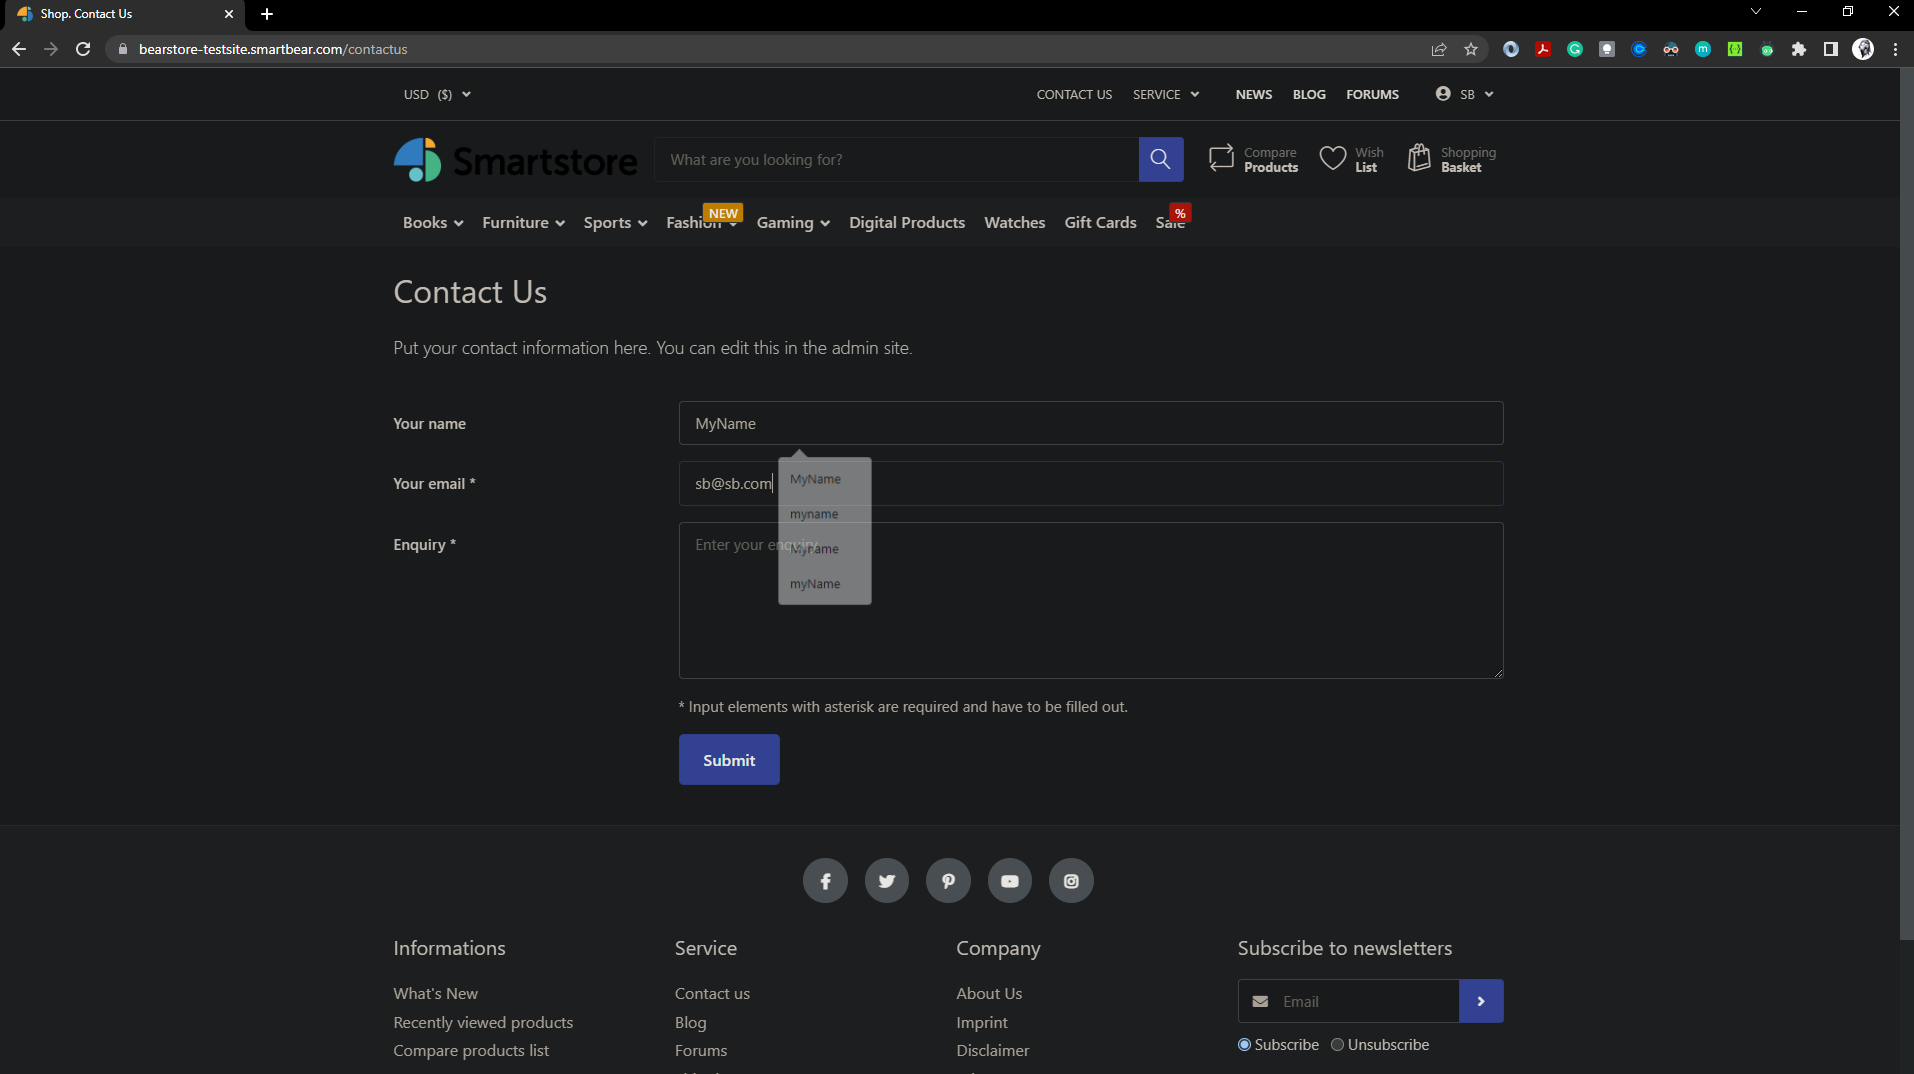 Shop. Contact Us
bearstore-testsite.smartbear.com/contactus
USD ($)
CONTACT US SERVICE NEWS BLOG FORUMS SB
Smartstore
What are you looking for?
Compare Products
Wish List
Shopping Basket
Books Furniture Sports Fashion NEW Gaming Digital Products Watches Gift Cards Sale %
Contact Us
Put your contact information here. You can edit this in the admin site.
Your name
MyName
Your email *
sb@sb.com
Enquiry *
Enter your enquiry
MyName
myname
Myname
myName
* Input elements with asterisk are required and have to be filled out.
Submit
Informations
What's New
Recently viewed products
Compare products list
Service
Contact us
Blog
Forums
Company
About Us
Imprint
Disclaimer
Subscribe to newsletters
Email
Subscribe Unsubscribe